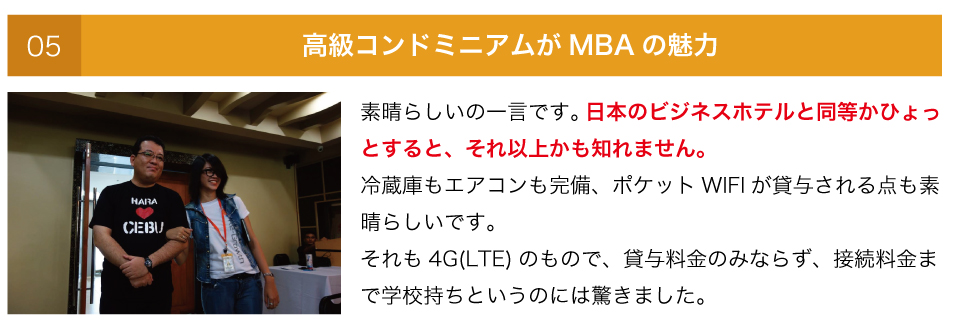 05
高級コンドミニアムが MBA の魅力
素晴らしいの一言です。日本のビジネスホテルと同等かひょっ
とすると、それ以上かも知れません。
冷蔵庫もエアコンも完備、ポケット WIFI が貸与される点も素
晴らしいです。
それも 4G(LTE) のもので、貸与料金のみならず、接続料金ま
で学校持ちというのには驚きました。
HARA
CEBU